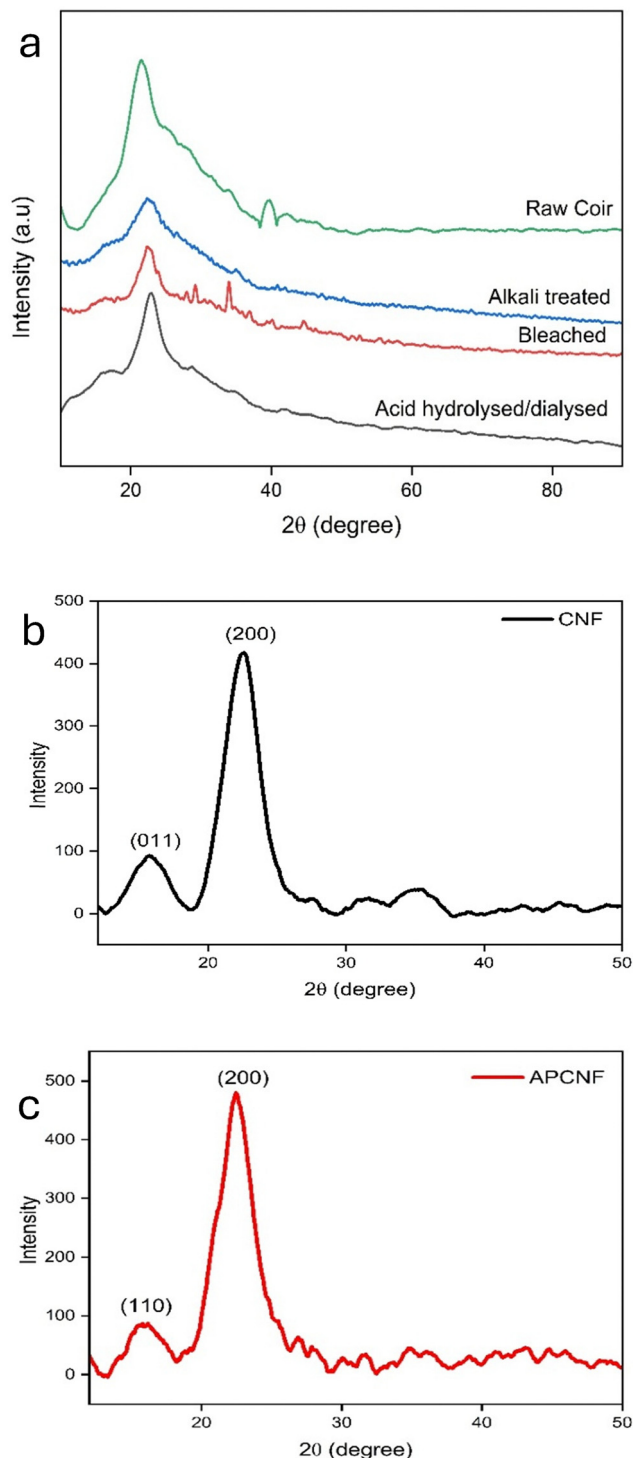 a
Intensity (a.u)
Raw Coir
Alkali treated
Bleached
Acid hydrolysed/dialysed
20 40 60 80
2θ (degree)
b
500
400
300
200
100
0
Intensity
(200)
(011)
CNF
20 30 40 50
2θ (degree)
c
500
400
300
200
100
0
Intensity
(200)
(110)
APCNF
20 30 40 50
2θ (degree)